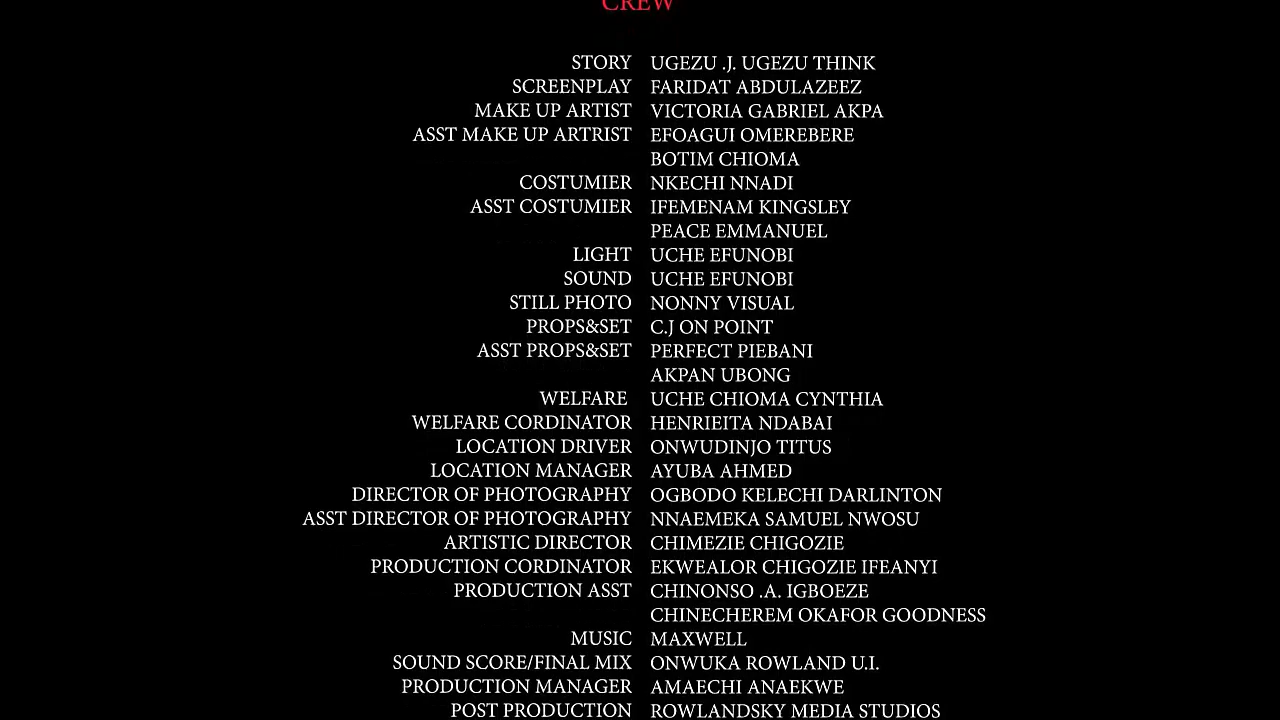 CREW
STORY UGEZU .J. UGEZU THINK
SCREENPLAY FARIDAT ABDULAZEEZ
MAKE UP ARTIST VICTORIA GABRIEL AKPA
ASST MAKE UP ARTRIST EFOAGUI OMEREBERE
BOTIM CHIOMA
COSTUMIER NKECHI NNADI
ASST COSTUMIER IFEMENAM KINGSLEY
PEACE EMMANUEL
LIGHT UCHE EFUNOBI
SOUND UCHE EFUNOBI
STILL PHOTO NONNY VISUAL
PROPS&SET C.J ON POINT
ASST PROPS&SET PERFECT PIEBANI
AKPAN UBONG
WELFARE UCHE CHIOMA CYNTHIA
WELFARE CORDINATOR HENRIEITA NDABAI
LOCATION DRIVER ONWUDINJO TITUS
LOCATION MANAGER AYUBA AHMED
DIRECTOR OF PHOTOGRAPHY OGBODO KELECHI DARLINTON
ASST DIRECTOR OF PHOTOGRAPHY NNAEMEKA SAMUEL NWOSU
ARTISTIC DIRECTOR CHIMEZIE CHIGOZIE
PRODUCTION CORDINATOR EKWEALOR CHIGOZIE IFEANYI
PRODUCTION ASST CHINONSO .A. IGBOEZE
CHINECHEREM OKAFOR GOODNESS
MUSIC MAXWELL
SOUND SCORE/FINAL MIX ONWUKA ROWLAND U.I.
PRODUCTION MANAGER AMAECHI ANAEKWE
POST PRODUCTION ROWLANDSKY MEDIA STUDIOS